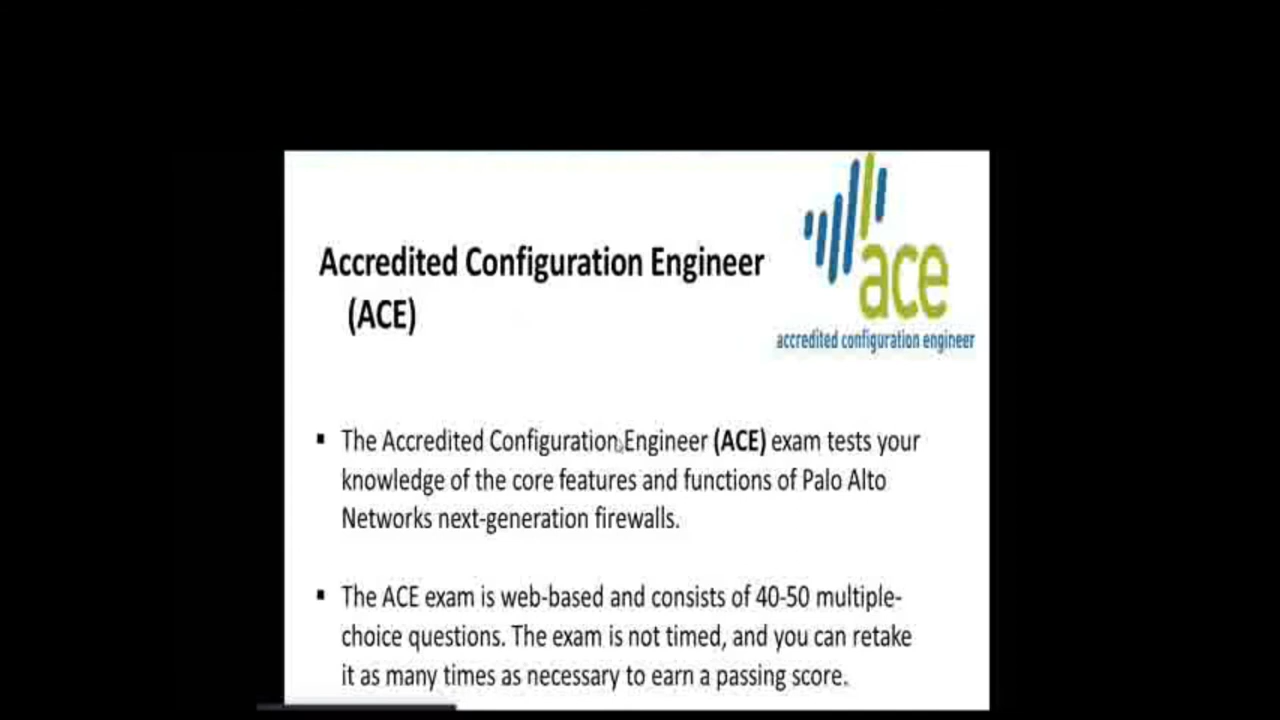 Accredited Configuration Engineer
(ACE)
ace
accredited configuration engineer
▪ The Accredited Configuration Engineer (ACE) exam tests your
knowledge of the core features and functions of Palo Alto
Networks next-generation firewalls.
▪ The ACE exam is web-based and consists of 40-50 multiple-
choice questions. The exam is not timed, and you can retake
it as many times as necessary to earn a passing score.